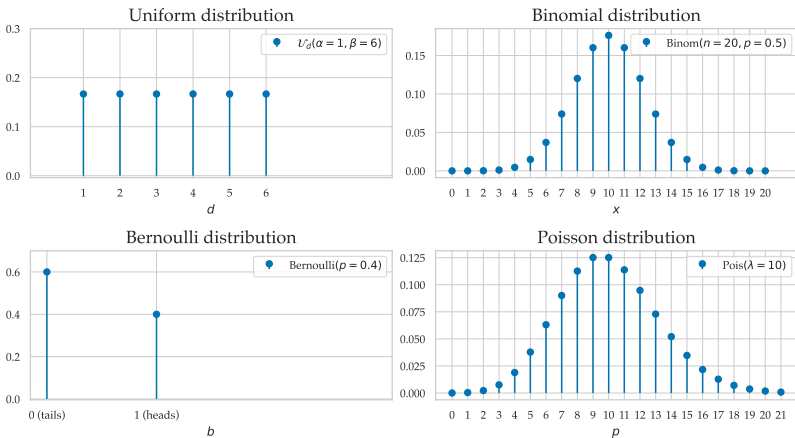 Uniform distribution
0.3
0.2
0.1
0.0
𝒰d(α = 1, β = 6)
1 2 3 4 5 6
d
Binomial distribution
0.15
0.10
0.05
0.00
Binom(n = 20, p = 0.5)
0 1 2 3 4 5 6 7 8 9 10 11 12 13 14 15 16 17 18 19 20
x
Bernoulli distribution
0.6
0.4
0.2
0.0
Bernoulli(p = 0.4)
0 (tails) 1 (heads)
b
Poisson distribution
0.125
0.100
0.075
0.050
0.025
0.000
Pois(λ = 10)
0 1 2 3 4 5 6 7 8 9 10 11 12 13 14 15 16 17 18 19 20 21
p